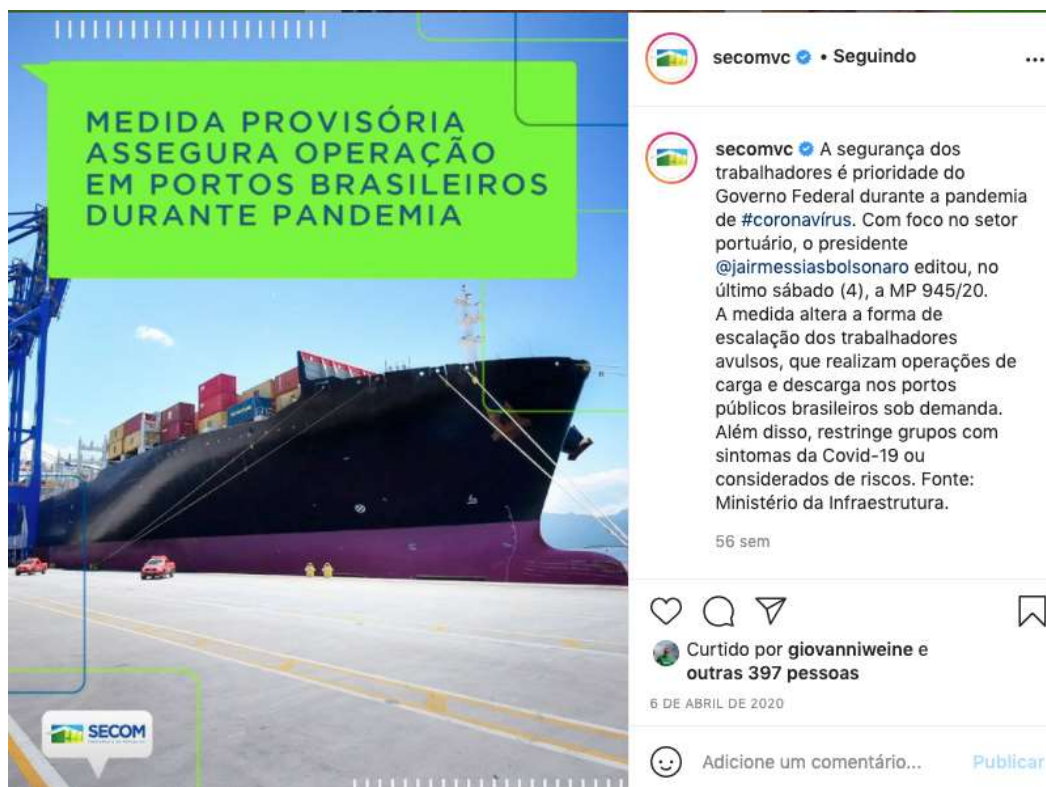 MEDIDA PROVISÓRIA
ASSEGURA OPERAÇÃO
EM PORTOS BRASILEIROS
DURANTE PANDEMIA
SECOM
secomvc • Seguindo
secomvc A segurança dos
trabalhadores é prioridade do
Governo Federal durante a pandemia
de #coronavírus. Com foco no setor
portuário, o presidente
@jairmessiasbolsonaro editou, no
último sábado (4), a MP 945/20.
A medida altera a forma de
escalação dos trabalhadores
avulsos, que realizam operações de
carga e descarga nos portos
públicos brasileiros sob demanda.
Além disso, restringe grupos com
sintomas da Covid-19 ou
considerados de riscos. Fonte:
Ministério da Infraestrutura.
56 sem
Curtido por giovanniweine e
outras 397 pessoas
6 DE ABRIL DE 2020
Adicione um comentário... Publicar